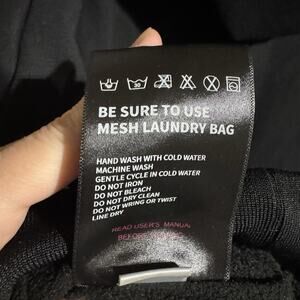 30
BE SURE TO USE
MESH LAUNDRY BAG
HAND WASH WITH COLD WATER
MACHINE WASH
GENTLE CYCLE IN COLD WATER
DO NOT IRON
DO NOT BLEACH
DO NOT DRY CLEAN
DO NOT WRING OR TWIST
LINE DRY
READ USER'S MANUAL
BEFORE